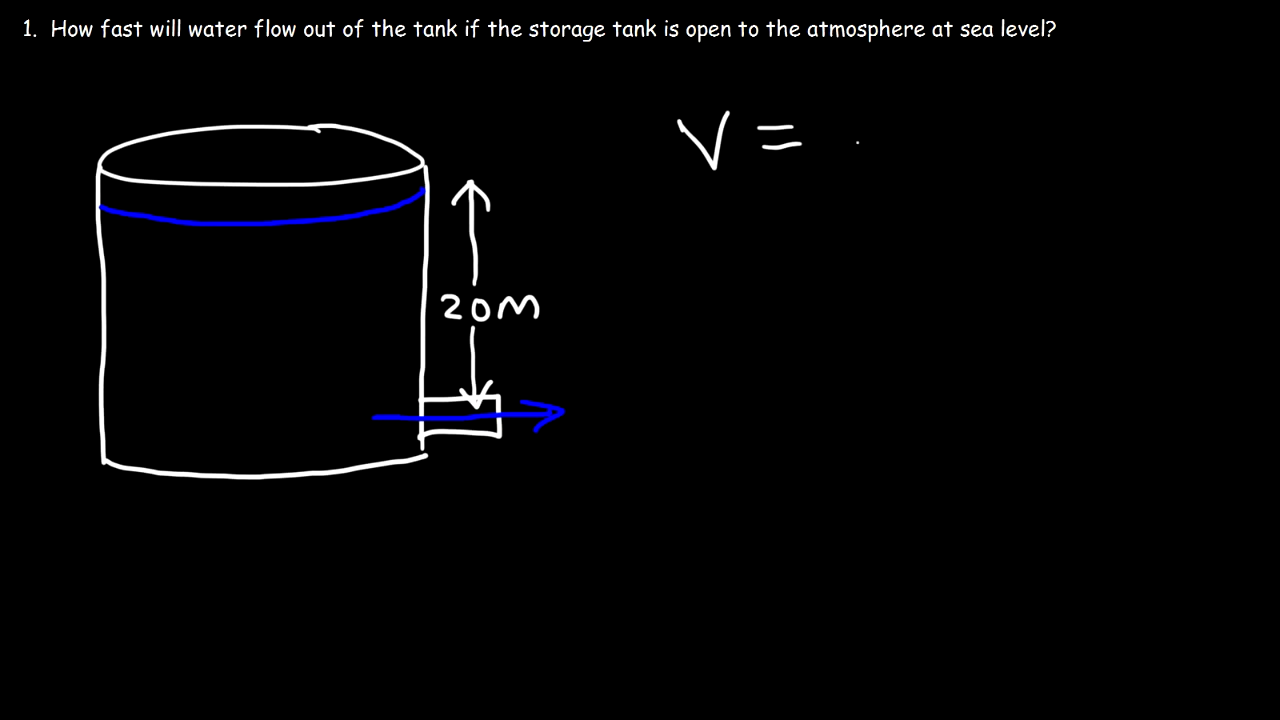 1. How fast will water flow out of the tank if the storage tank is open to the atmosphere at sea level?
V =
20M